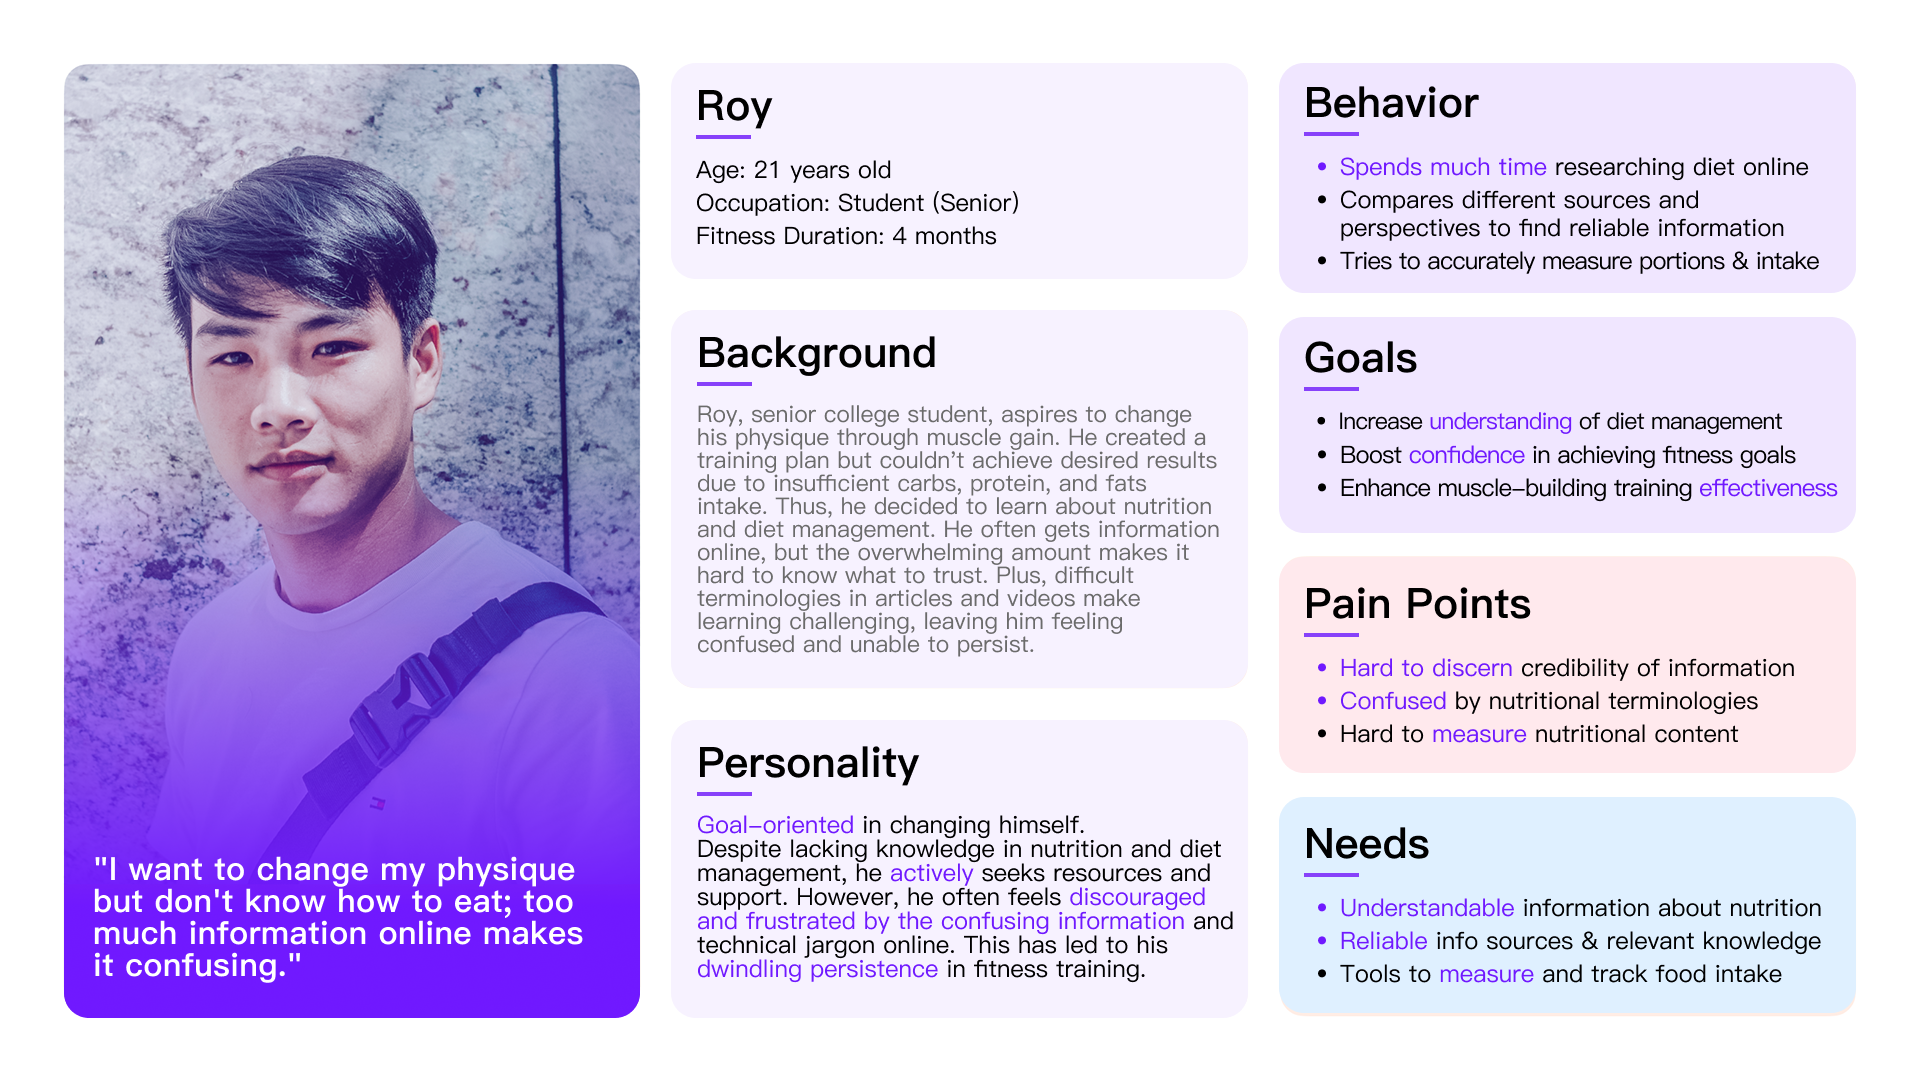 "I want to change my physique
but don't know how to eat; too
much information online makes
it confusing."
Roy
Age: 21 years old
Occupation: Student (Senior)
Fitness Duration: 4 months
Background
Roy, senior college student, aspires to change
his physique through muscle gain. He created a
training plan but couldn't achieve desired results
due to insufficient carbs, protein, and fats
intake. Thus, he decided to learn about nutrition
and diet management. He often gets information
online, but the overwhelming amount makes it
hard to know what to trust. Plus, difficult
terminologies in articles and videos make
learning challenging, leaving him feeling
confused and unable to persist.
Personality
Goal–oriented in changing himself.
Despite lacking knowledge in nutrition and diet
management, he actively seeks resources and
support. However, he often feels discouraged
and frustrated by the confusing information and
technical jargon online. This has led to his
dwindling persistence in fitness training.
Behavior
• Spends much time researching diet online
• Compares different sources and
perspectives to find reliable information
• Tries to accurately measure portions & intake
Goals
• Increase understanding of diet management
• Boost confidence in achieving fitness goals
• Enhance muscle–building training effectiveness
Pain Points
• Hard to discern credibility of information
• Confused by nutritional terminologies
• Hard to measure nutritional content
Needs
• Understandable information about nutrition
• Reliable info sources & relevant knowledge
• Tools to measure and track food intake